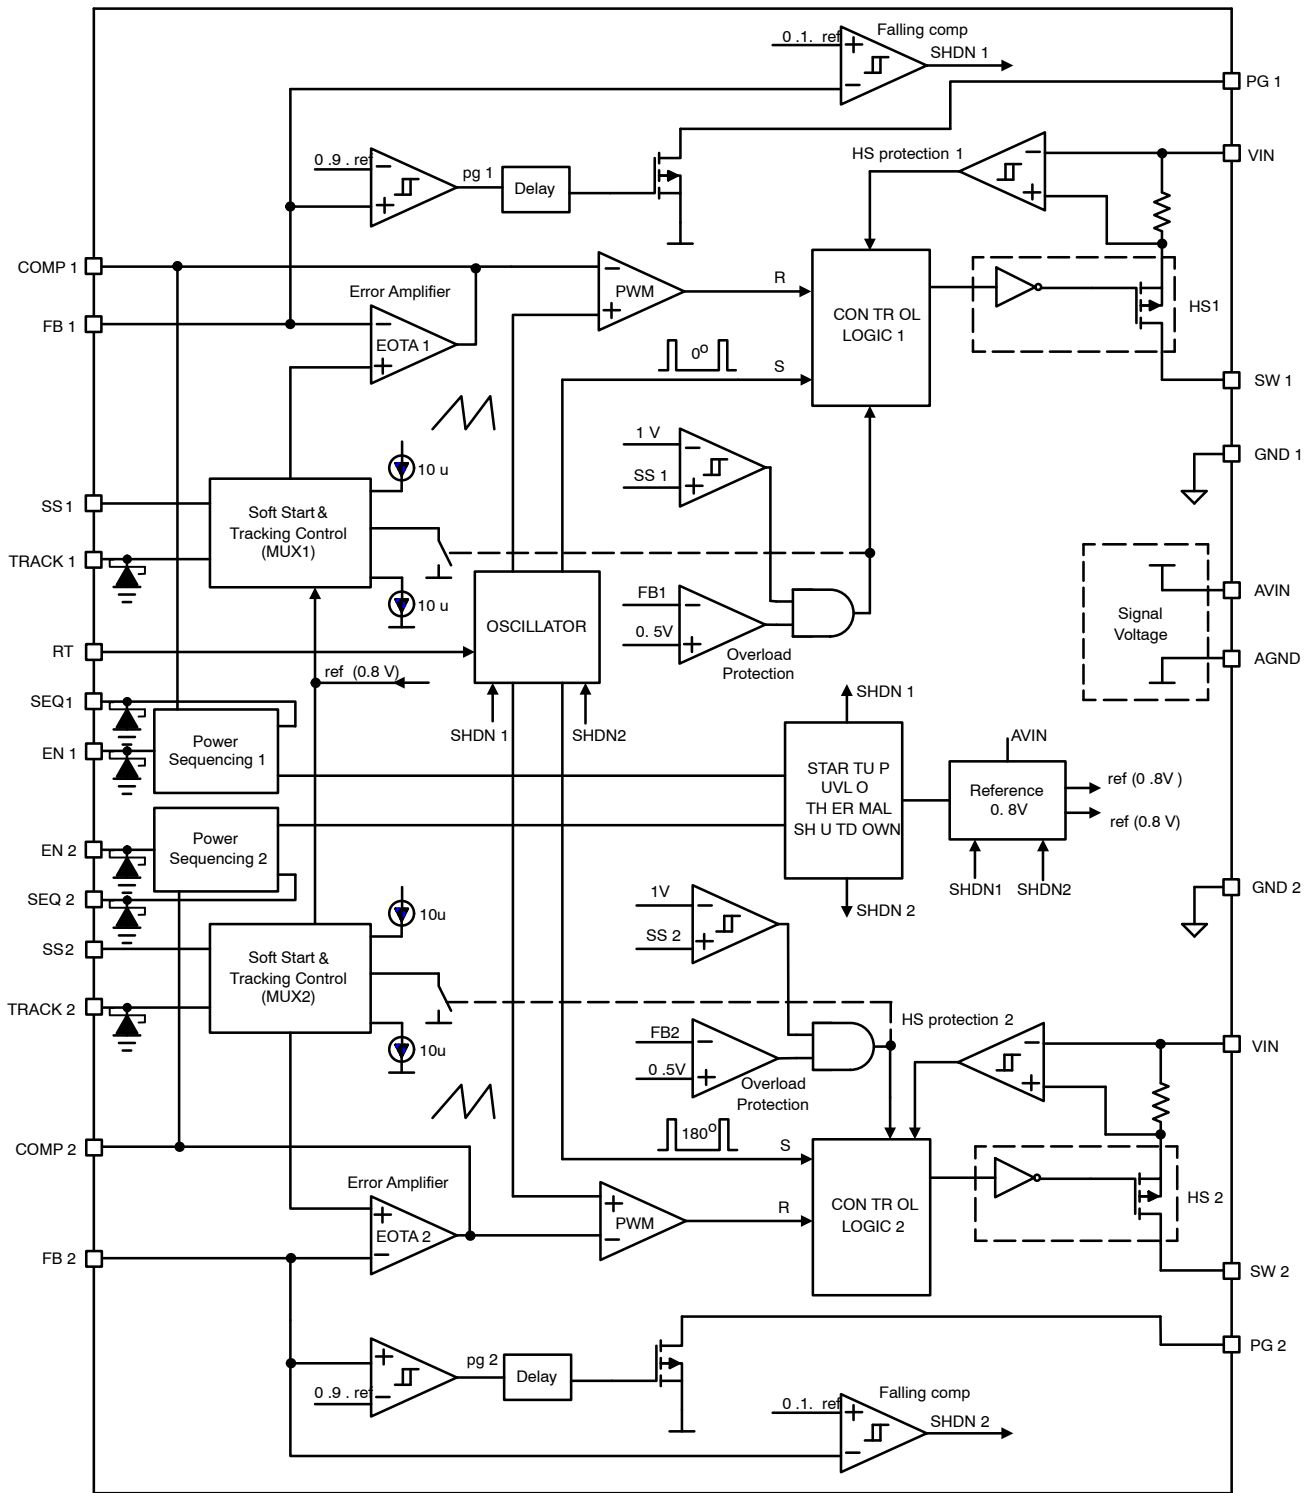 0 .1. ref
+
−
Falling comp
SHDN 1
PG 1
0 .9 . ref
−
+
pg 1
Delay
HS protection 1
−
+
VIN
COMP 1
FB 1
Error Amplifier
−
EOTA 1
+
−
PWM
+
R
CON TR OL
LOGIC 1
HS1
0o
S
SW 1
10 u
1 V
−
SS 1
+
GND 1
SS 1
Soft Start &
Tracking Control
(MUX1)
TRACK 1
10 u
OSCILLATOR
FB1
−
0. 5V
+
Overload
Protection
Signal
Voltage
AVIN
AGND
RT
ref (0.8 V)
SEQ1
EN 1
Power
Sequencing 1
SHDN 1
SHDN2
SHDN 1
STAR TU P
UVL O
TH ER MAL
SH U TD OWN
AVIN
Reference
0. 8V
ref (0 .8V )
ref (0.8 V)
SHDN1
SHDN2
SHDN 2
EN 2
Power
Sequencing 2
SEQ 2
GND 2
10u
1V
−
SS 2
+
SS2
Soft Start &
Tracking Control
(MUX2)
TRACK 2
10u
FB2
−
0 .5V
+
Overload
Protection
HS protection 2
−
+
VIN
180o
S
COMP 2
Error Amplifier
+
EOTA 2
−
+
PWM
−
R
CON TR OL
LOGIC 2
HS 2
FB 2
SW 2
+
0 .9 . ref
−
pg 2
Delay
PG 2
0 .1. ref
+
−
Falling comp
SHDN 2